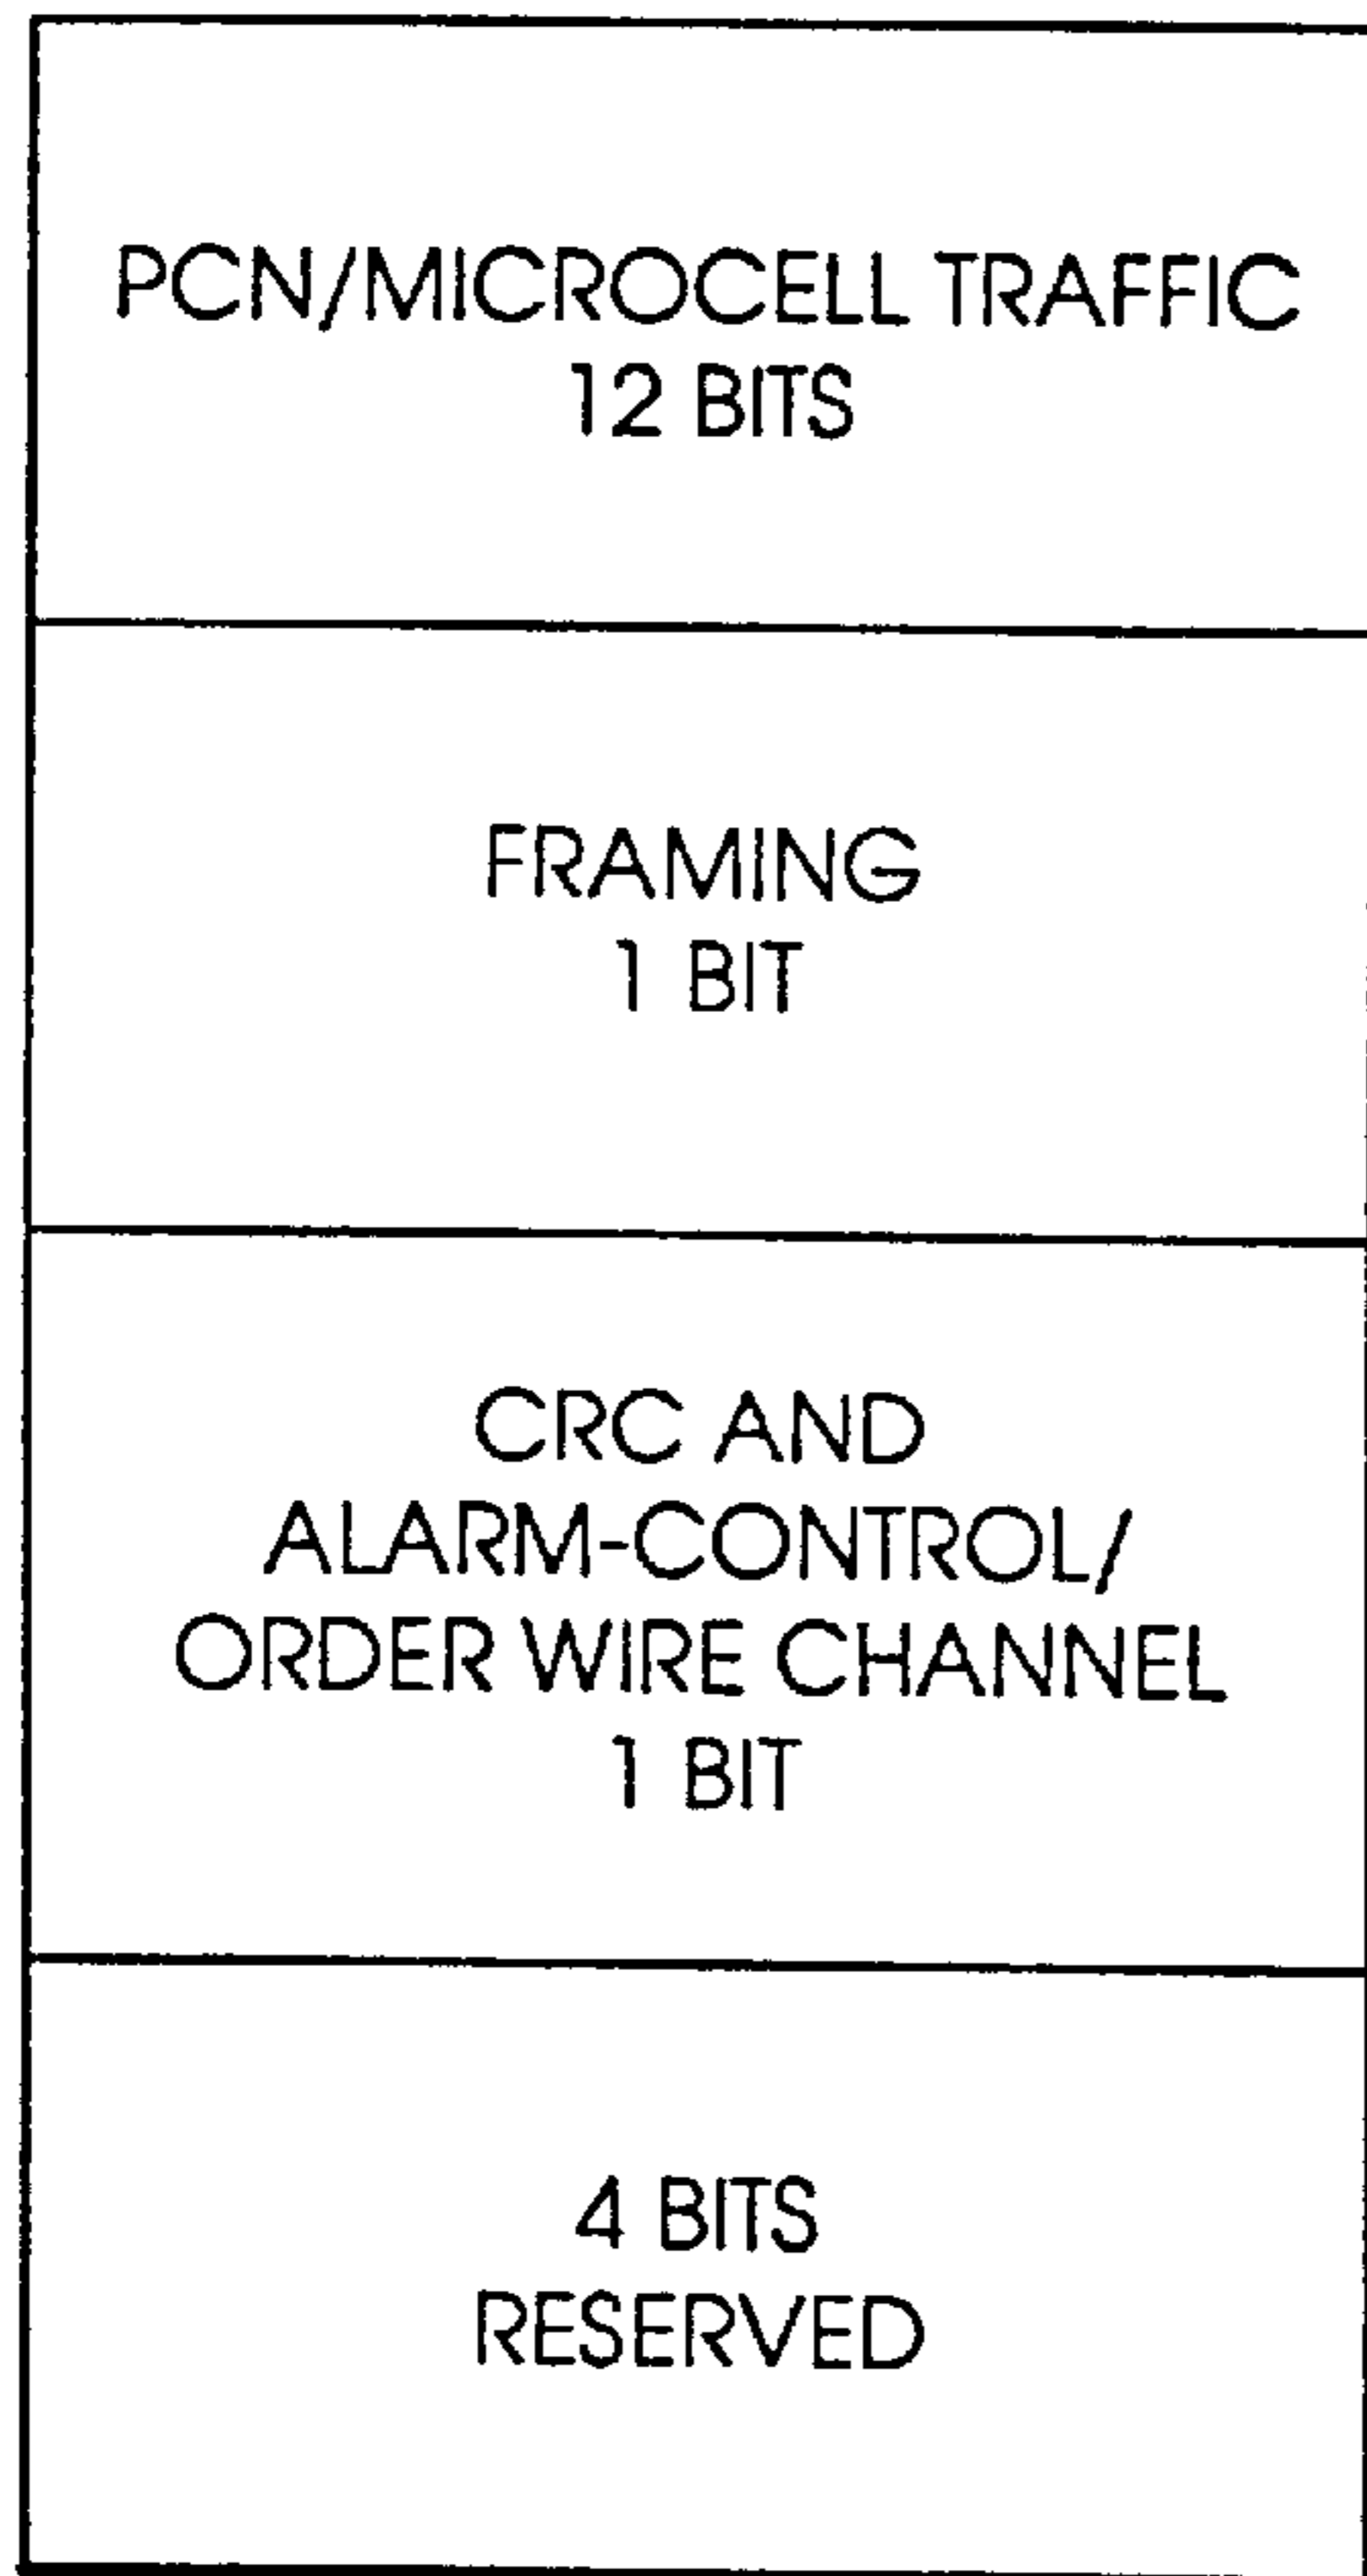 PCN/MICROCELL TRAFFIC
12 BITS
FRAMING
1 BIT
CRC AND
ALARM-CONTROL/
ORDER WIRE CHANNEL
1 BIT
4 BITS
RESERVED